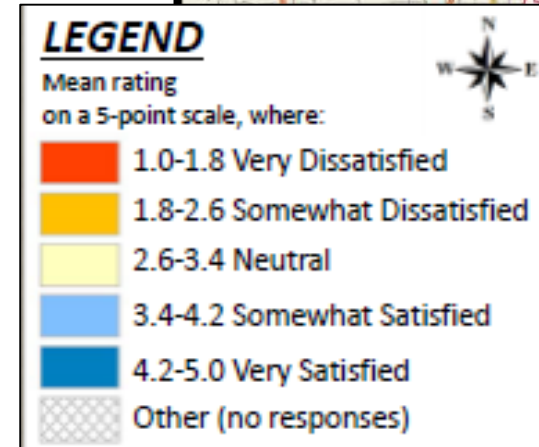 LEGEND
N
W E
S
Mean rating
on a 5-point scale, where:
1.0-1.8 Very Dissatisfied
1.8-2.6 Somewhat Dissatisfied
2.6-3.4 Neutral
3.4-4.2 Somewhat Satisfied
4.2-5.0 Very Satisfied
Other (no responses)